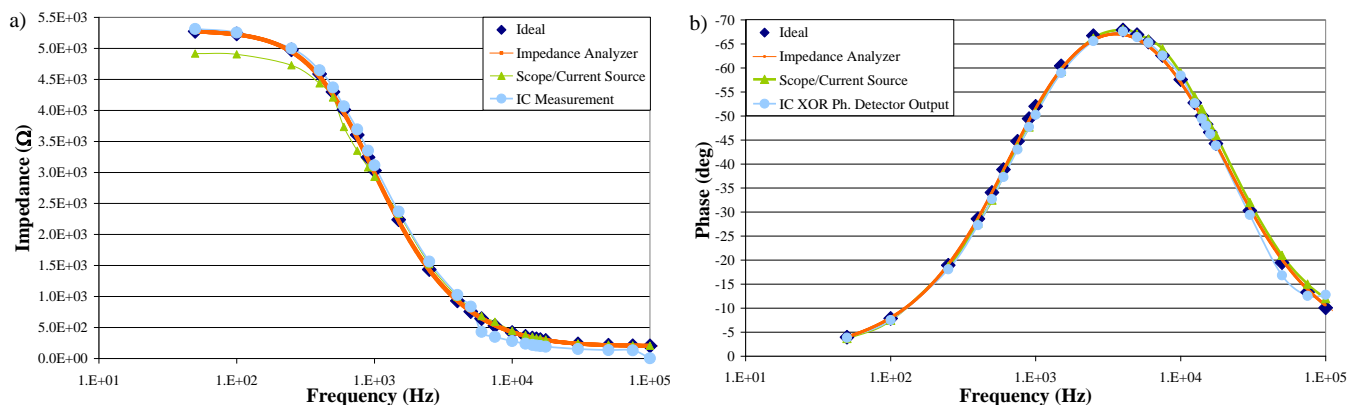 a)
Impedance (Ω)
5.5E+03
5.0E+03
4.5E+03
4.0E+03
3.5E+03
3.0E+03
2.5E+03
2.0E+03
1.5E+03
1.0E+03
5.0E+02
0.0E+00
1.E+01 1.E+02 1.E+03 1.E+04 1.E+05
Frequency (Hz)
Ideal
Impedance Analyzer
Scope/Current Source
IC Measurement
b)
Phase (deg)
-70
-65
-60
-55
-50
-45
-40
-35
-30
-25
-20
-15
-10
-5
0
1.E+01 1.E+02 1.E+03 1.E+04 1.E+05
Frequency (Hz)
Ideal
Impedance Analyzer
Scope/Current Source
IC XOR Ph. Detector Output